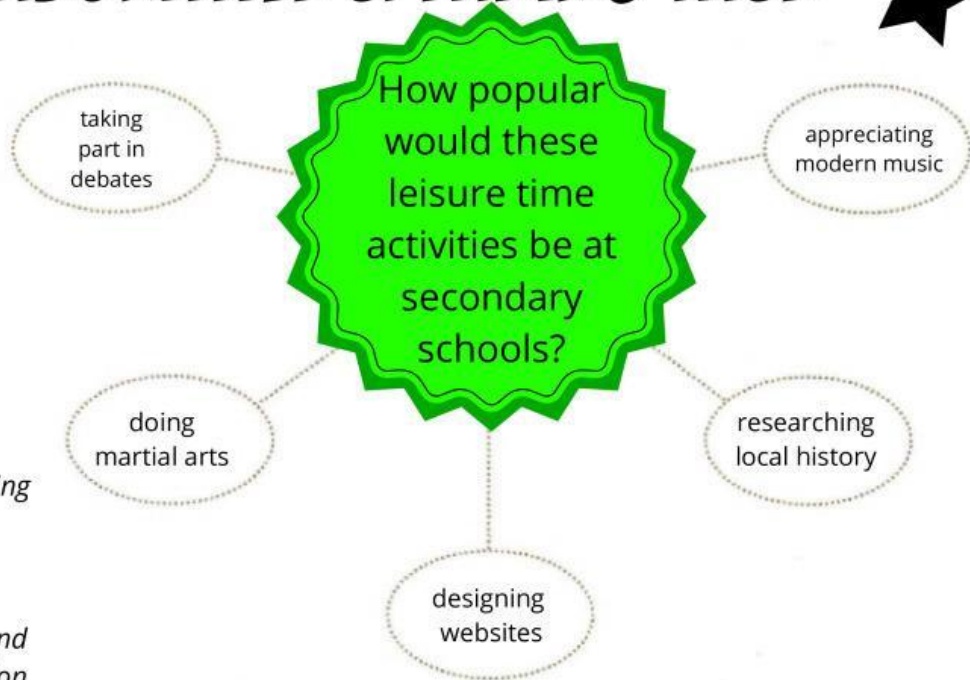 How popular
would these
leisure time
activities be at
secondary
schools?
taking
part in
debates
appreciating
modern music
doing
martial arts
researching
local history
designing
websites